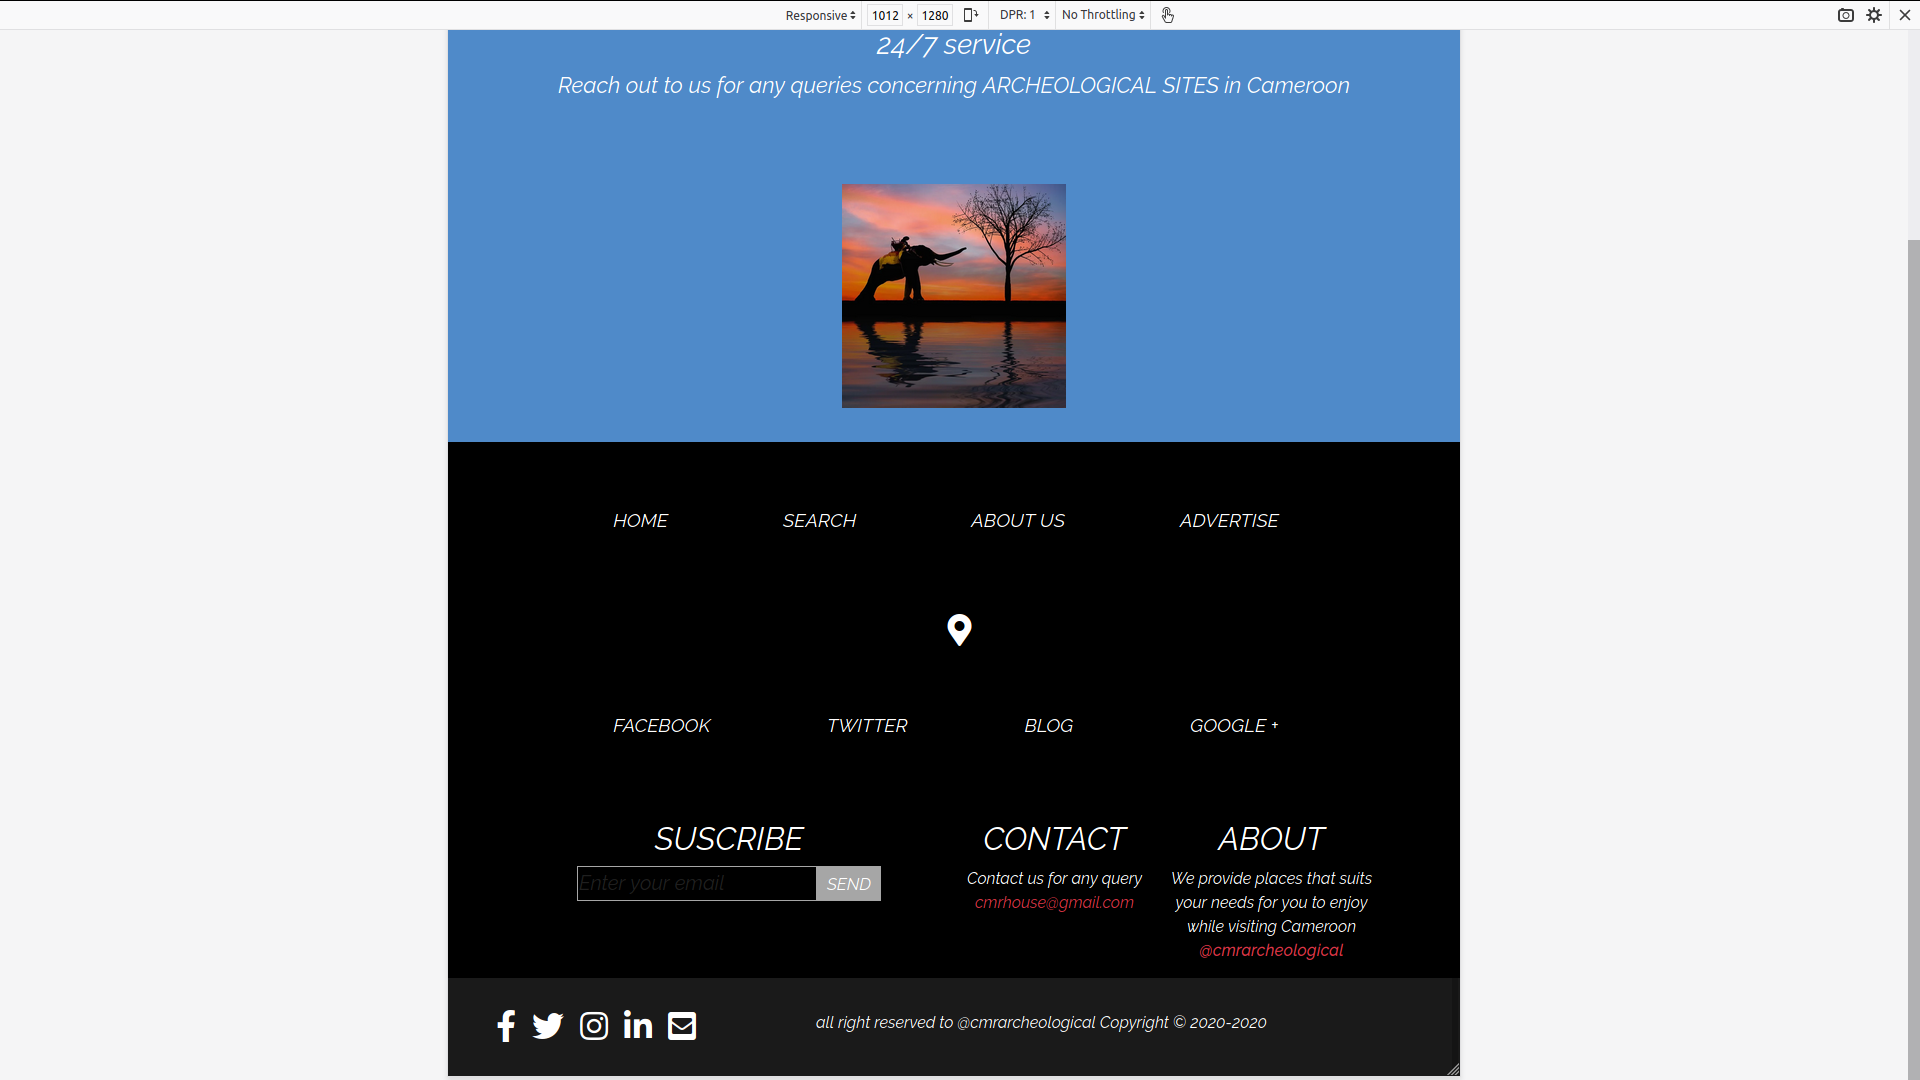 Responsive 1012 × 1280 DPR: 1 No Throttling
24/7 service
Reach out to us for any queries concerning ARCHEOLOGICAL SITES in Cameroon
HOME SEARCH ABOUT US ADVERTISE
FACEBOOK TWITTER BLOG GOOGLE +
SUSCRIBE
Enter your email SEND
CONTACT
Contact us for any query
cmrhouse@gmail.com
ABOUT
We provide places that suits
your needs for you to enjoy
while visiting Cameroon
@cmrarcheological
all right reserved to @cmrarcheological Copyright © 2020-2020